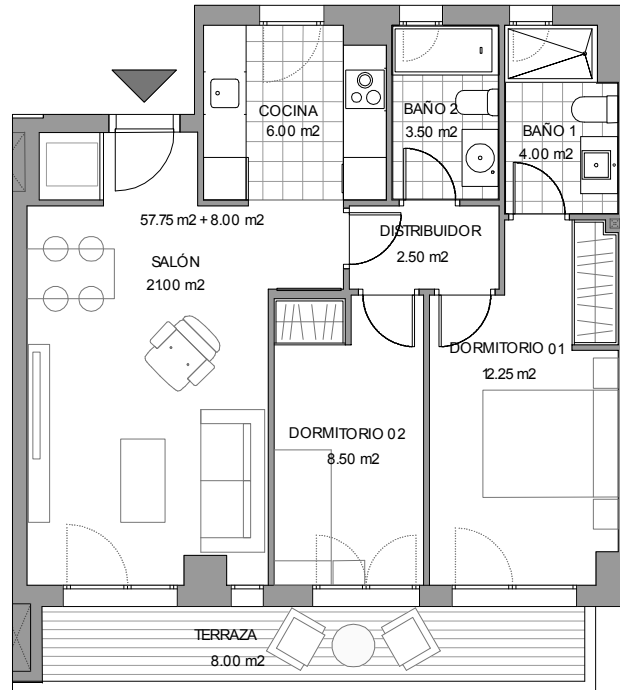 COCINA
6.00 m2
BAÑO 2
3.50 m2
BAÑO 1
4.00 m2
57.75 m2 + 8.00 m2
DISTRIBUIDOR
2.50 m2
SALÓN
21.00 m2
DORMITORIO 01
12.25 m2
DORMITORIO 02
8.50 m2
TERRAZA
8.00 m2